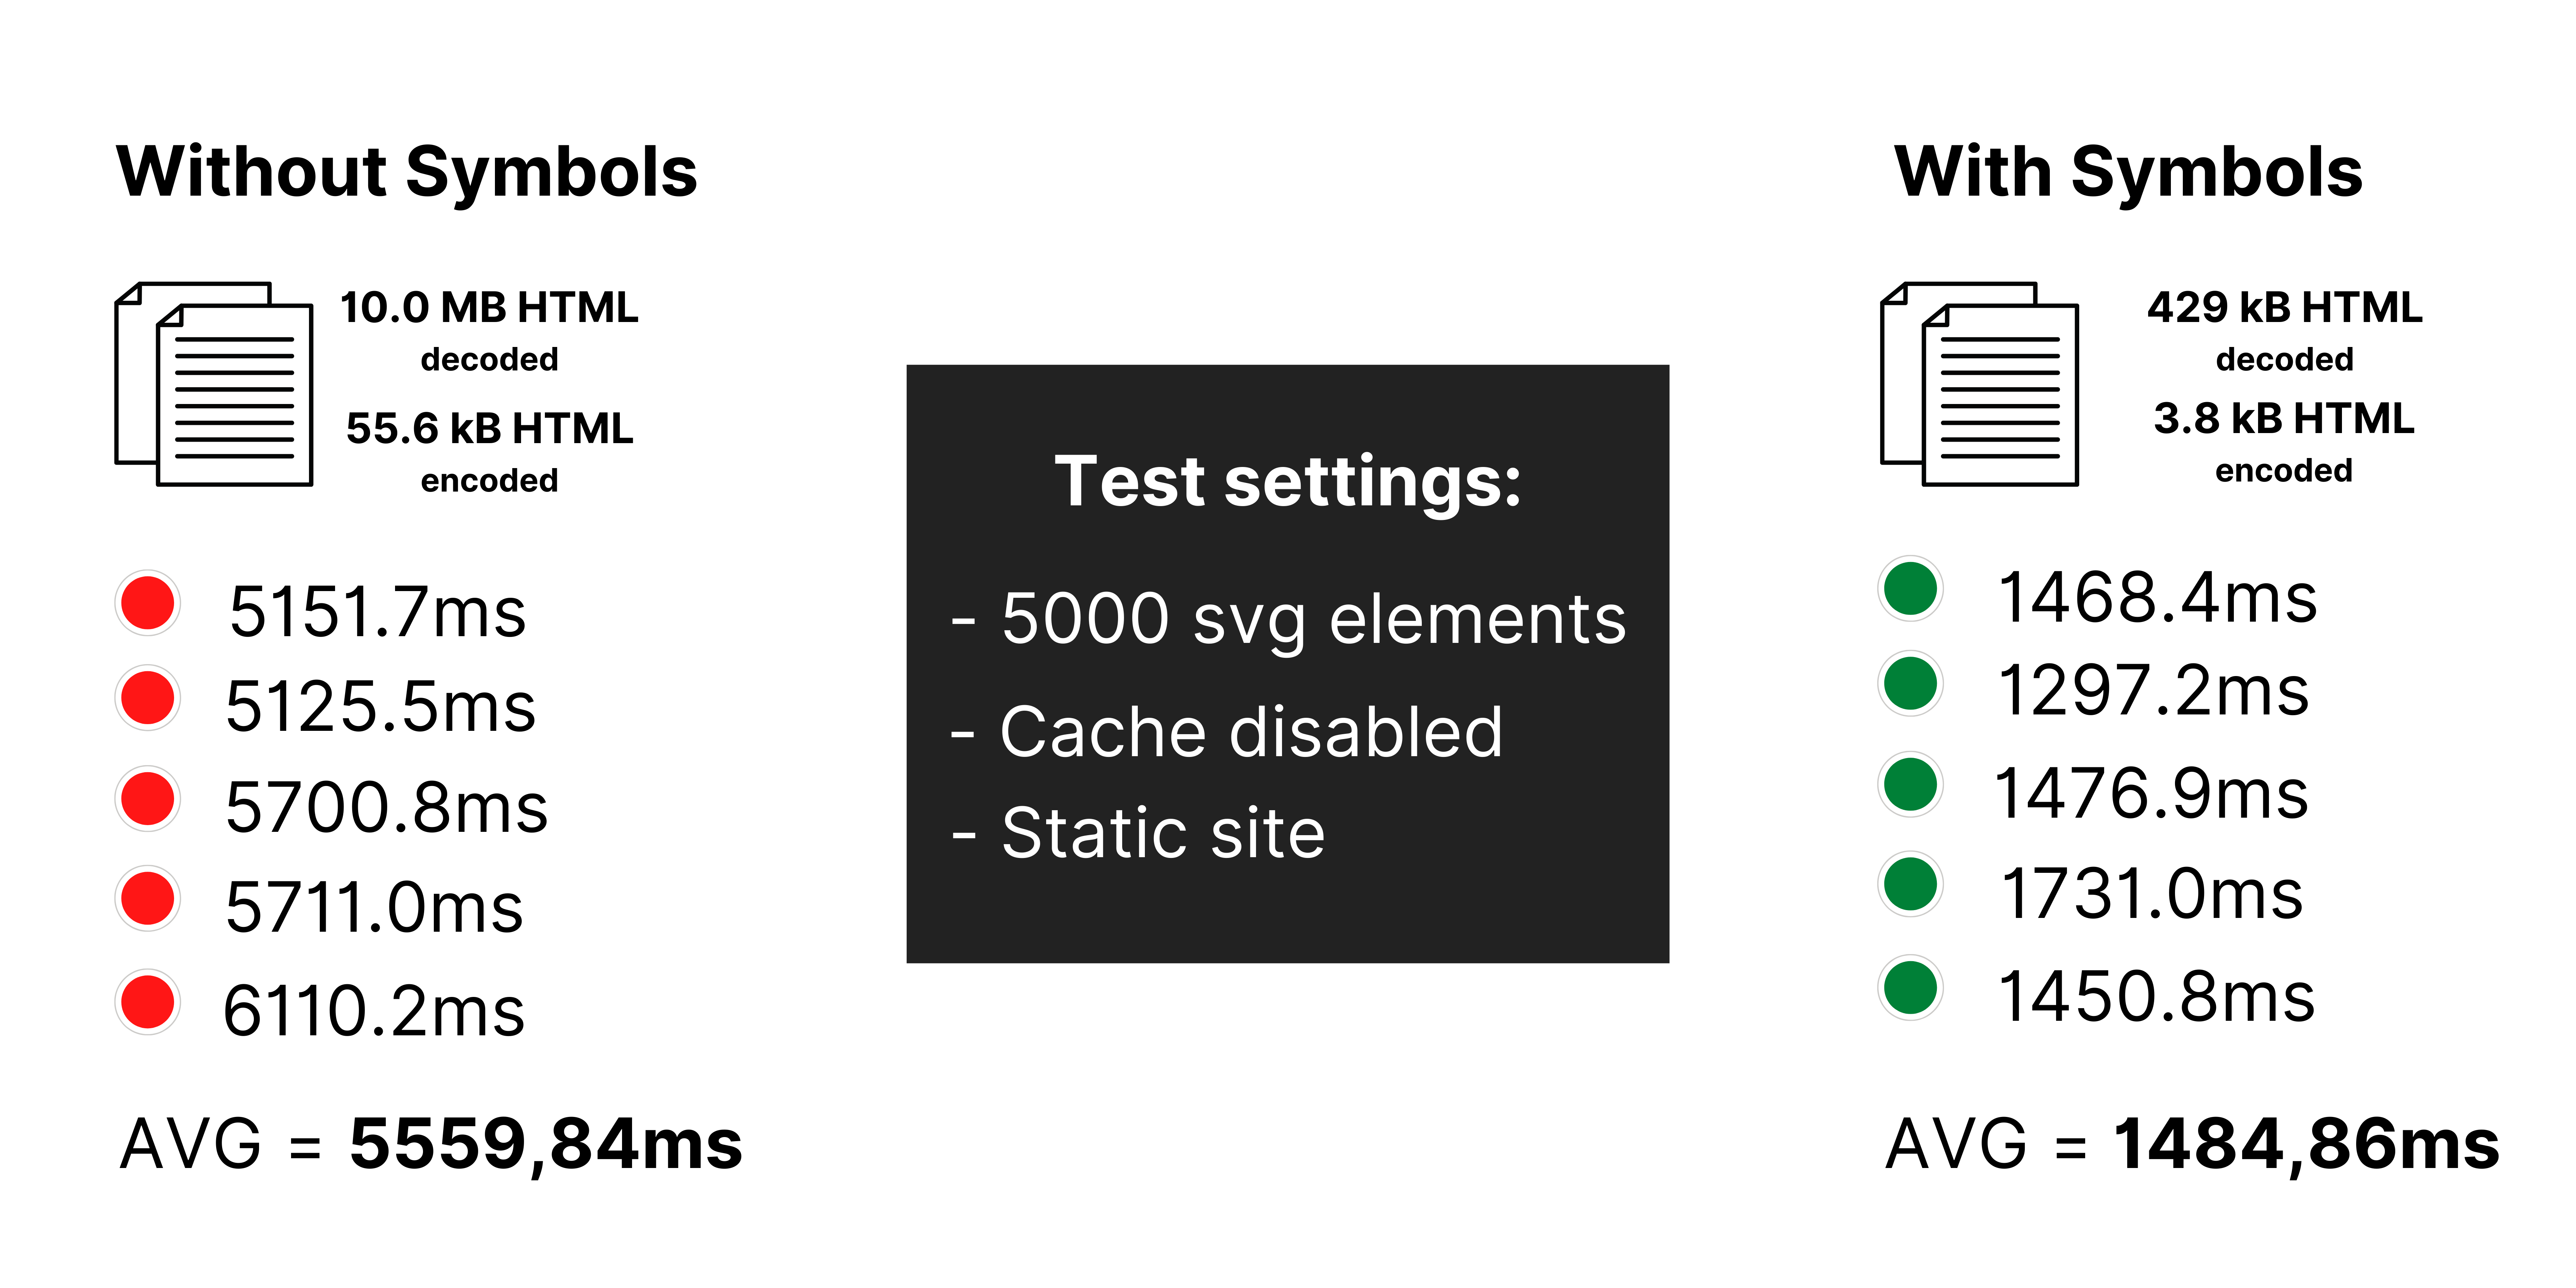 Without Symbols
10.0 MB HTML
decoded
55.6 kB HTML
encoded
5151.7ms
5125.5ms
5700.8ms
5711.0ms
6110.2ms
AVG = 5559,84ms
Test settings:
- 5000 svg elements
- Cache disabled
- Static site
With Symbols
429 kB HTML
decoded
3.8 kB HTML
encoded
1468.4ms
1297.2ms
1476.9ms
1731.0ms
1450.8ms
AVG = 1484,86ms